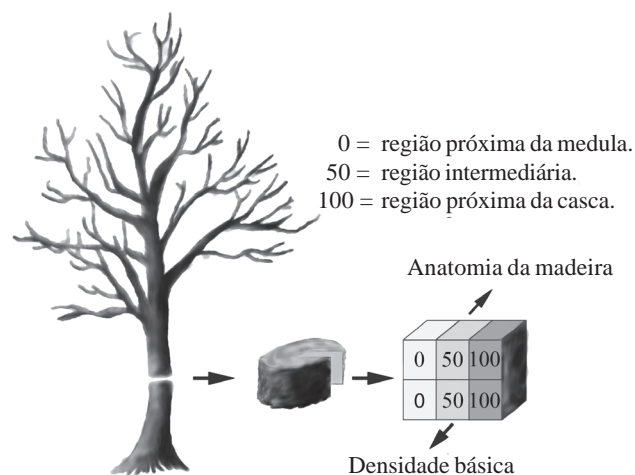 0 = região próxima da medula.
50 = região intermediária.
100 = região próxima da casca.
Anatomia da madeira
0 50 100
0 50 100
Densidade básica